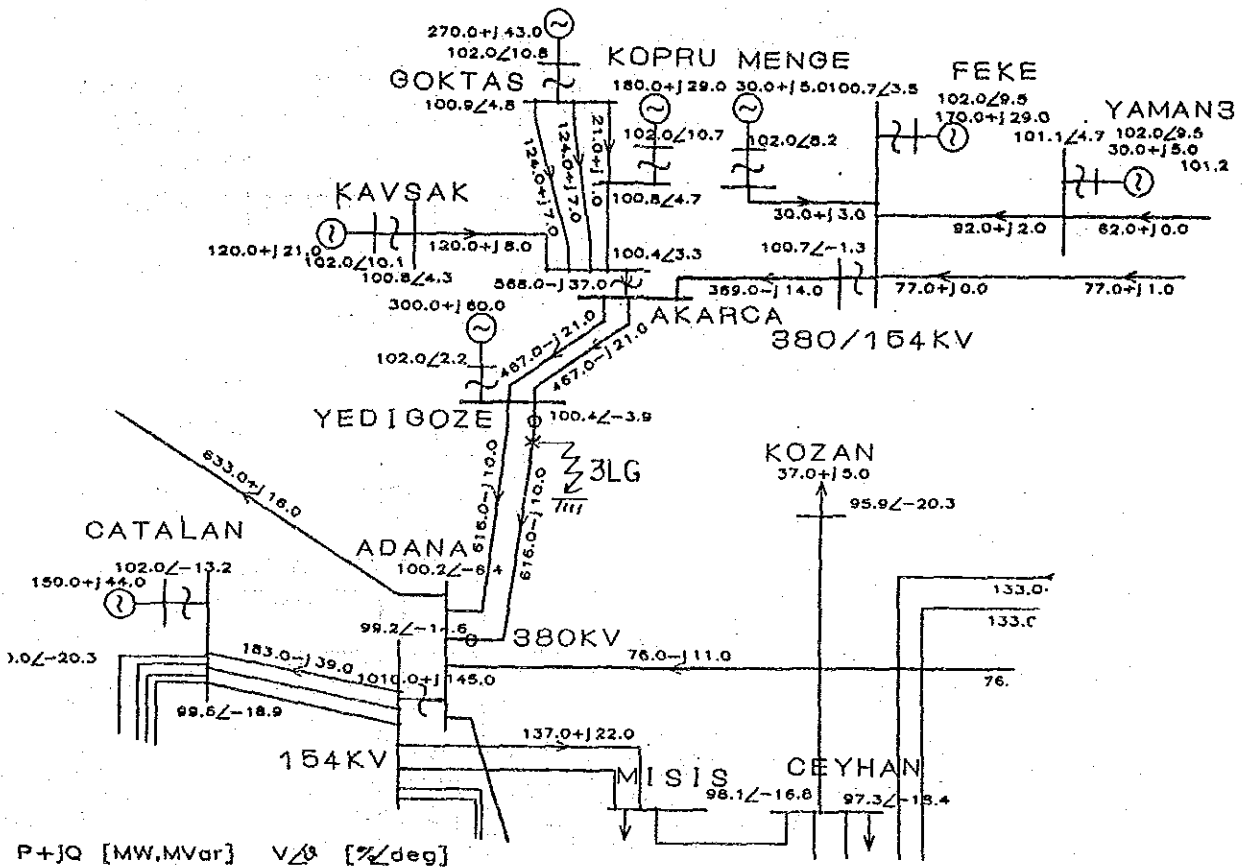 270.0+j43.0
102.0∠10.8
GOKTAS
100.9∠4.8
KOPRU
180.0+j29.0
102.0∠10.7
100.8∠4.7
MENGE
30.0+j5.0
102.0∠8.2
100.7∠3.5
FEKE
102.0∠9.5
170.0+j29.0
YAMAN3
101.1∠4.7
102.0∠9.5
30.0+j5.0
101.2
124.0+j7.0
124.0+j7.0
21.0+j1.0
KAVSAK
120.0+j21.0
102.0∠10.1
100.8∠4.3
120.0+j8.0
30.0+j3.0
92.0+j2.0
62.0+j0.0
100.4∠3.3
568.0-j37.0
100.7∠-1.3
369.0-j14.0
77.0+j0.0
77.0+j1.0
AKARCA
380/154KV
300.0+j60.0
102.0∠2.2
467.0-j21.0
467.0-j21.0
YEDIGOZE
100.4∠-3.9
3LG
616.0-j10.0
616.0-j10.0
633.0+j16.0
KOZAN
37.0+j5.0
95.9∠-20.3
CATALAN
102.0∠-13.2
150.0+j44.0
ADANA
100.2∠-6.4
380KV
133.0
133.0
76.0-j11.0
76.
0.0∠-20.3
183.0-j39.0
1010.0+j145.0
99.6∠-18.9
154KV
137.0+j22.0
MISIS
98.1∠-16.8
CEYHAN
97.3∠-18.4
P+jQ [MW,MVar] V∠θ [%∠deg]